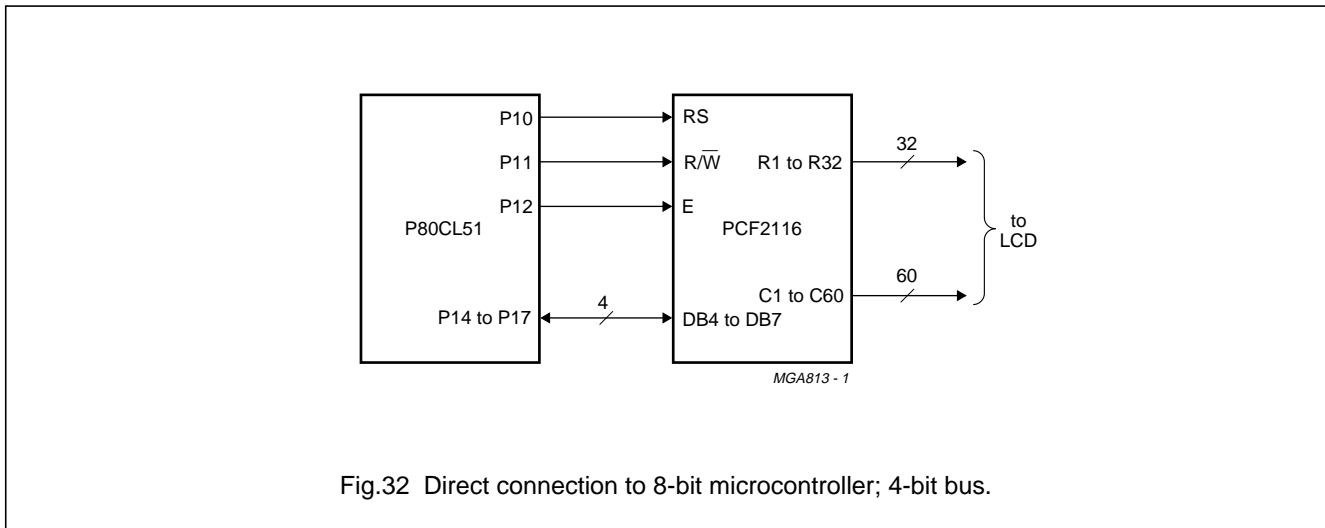 P10
RS
32
P11
R/W̅
R1 to R32
P12
E
to
LCD
P80CL51
PCF2116
60
C1 to C60
4
P14 to P17
DB4 to DB7
MGA813 - 1
Fig.32 Direct connection to 8-bit microcontroller; 4-bit bus.